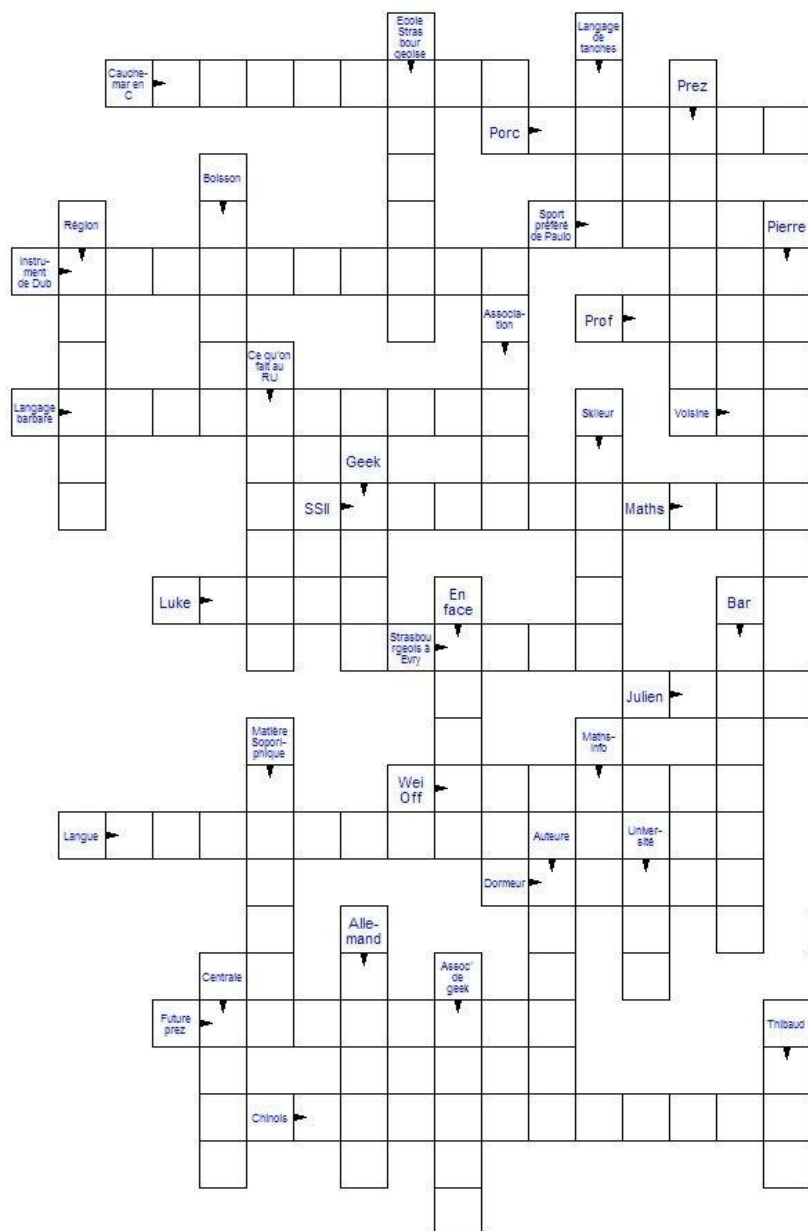 Ecole
Stras
bour
geoise
Langage
de
tanches
Cauche-
mar en
C
Prez
Porc
Boisson
Région
Sport
préféré
de Paulo
Pierre
Instru-
ment
de Dub
Associa-
tion
Prof
Ce qu'on
fait au
RU
Langage
barbare
Skieur
Voisine
Geek
SSII
Maths
Luke
En
face
Bar
Strasbou
rgeois à
Evry
Julien
Matière
Sopori-
phique
Maths-
info
Wei
Off
Langue
Auteure
Univer-
sité
Dormeur
Alle-
mand
Centrale
Assoc'
de
geek
Future
prez
Thibaud
Chinois